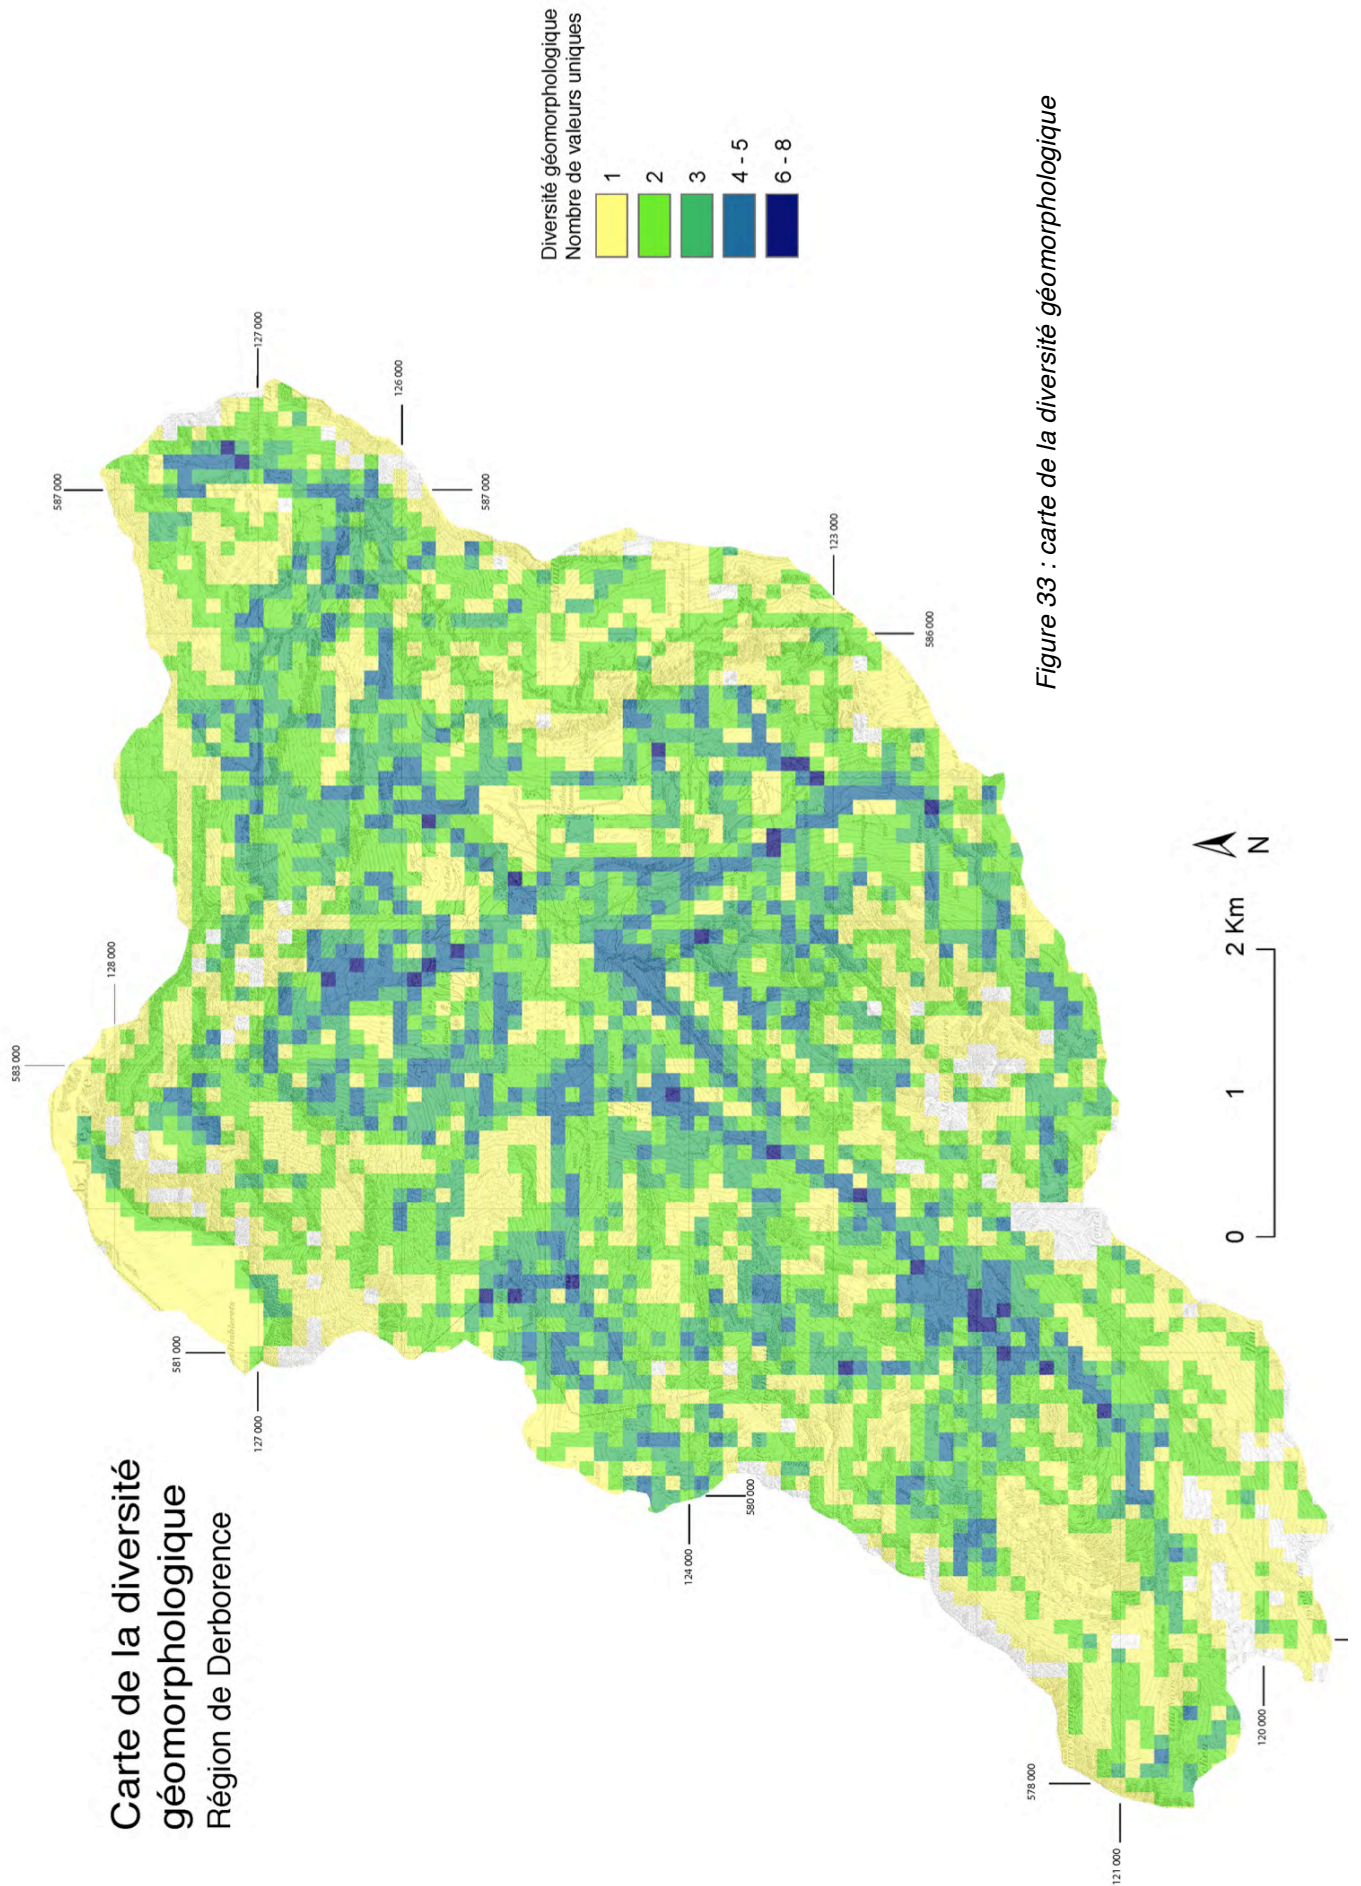 Carte de la diversité
géomorphologique
Région de Derborence
Diversité géomorphologique
Nombre de valeurs uniques
1
2
3
4 - 5
6 - 8
587 000
127 000
126 000
587 000
123 000
586 000
128 000
583 000
581 000
127 000
124 000
580 000
578 000
121 000
120 000
0
1
2 Km
N
Figure 33 : carte de la diversité géomorphologique